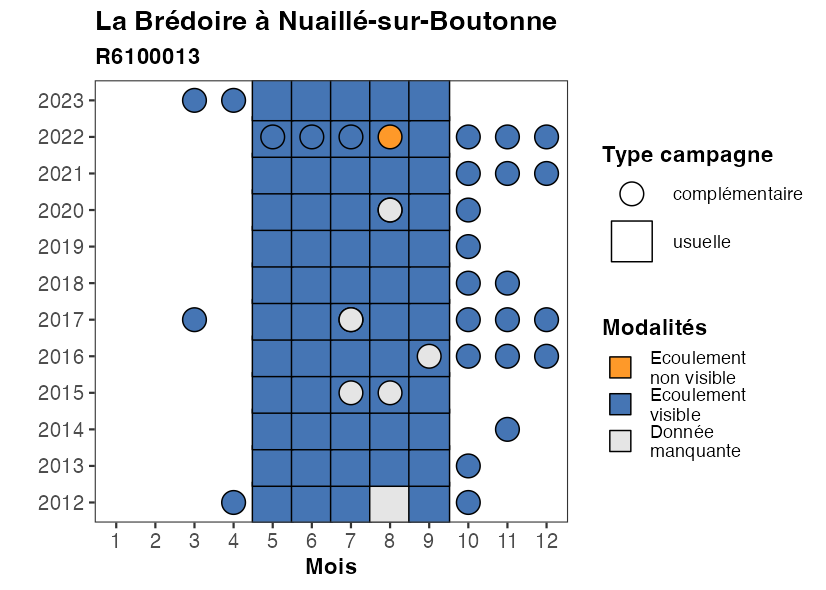 La Brédoire à Nuaillé-sur-Boutonne
R6100013
2023
2022
2021
2020
2019
2018
2017
2016
2015
2014
2013
2012
1 2 3 4 5 6 7 8 9 10 11 12
Mois
Type campagne
complémentaire
usuelle
Modalités
Ecoulement
non visible
Ecoulement
visible
Donnée
manquante